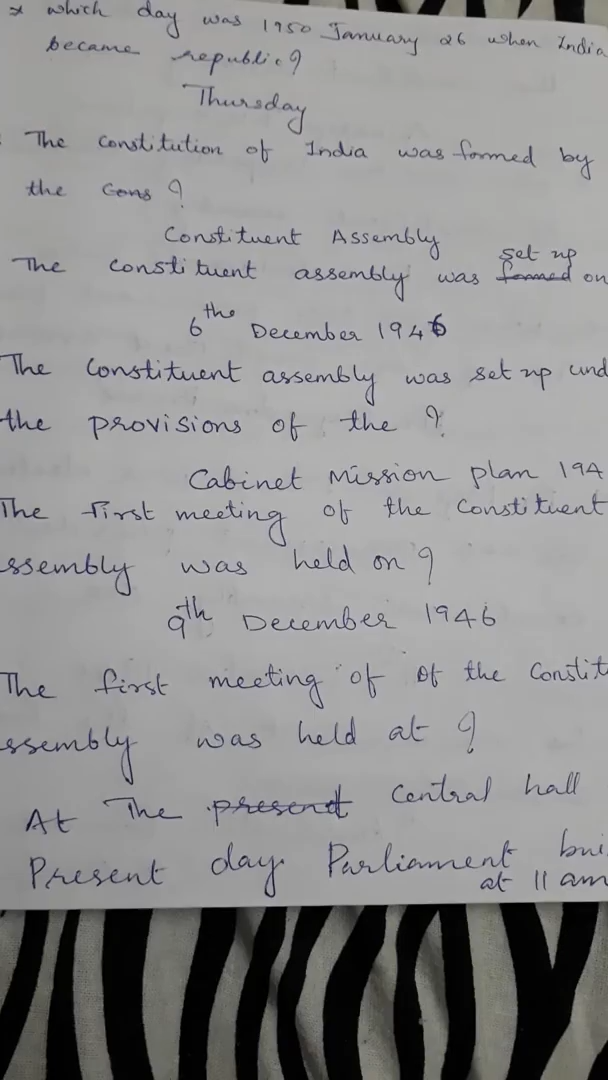 * which day was 1950 January 26 when India
became republic?
Thursday
The Constitution of India was formed by
the Cons ?
Constituent Assembly
The constituent assembly was formed set up on
6the December 1946
The Constituent assembly was set up und
the provisions of the ?
Cabinet Mission plan 194
The First meeting of the Constituent
ssembly was held on ?
9th December 1946
The first meeting of of the Constit
ssembly was held at ?
At The present central hall
Present day Parliament bui
at 11 am